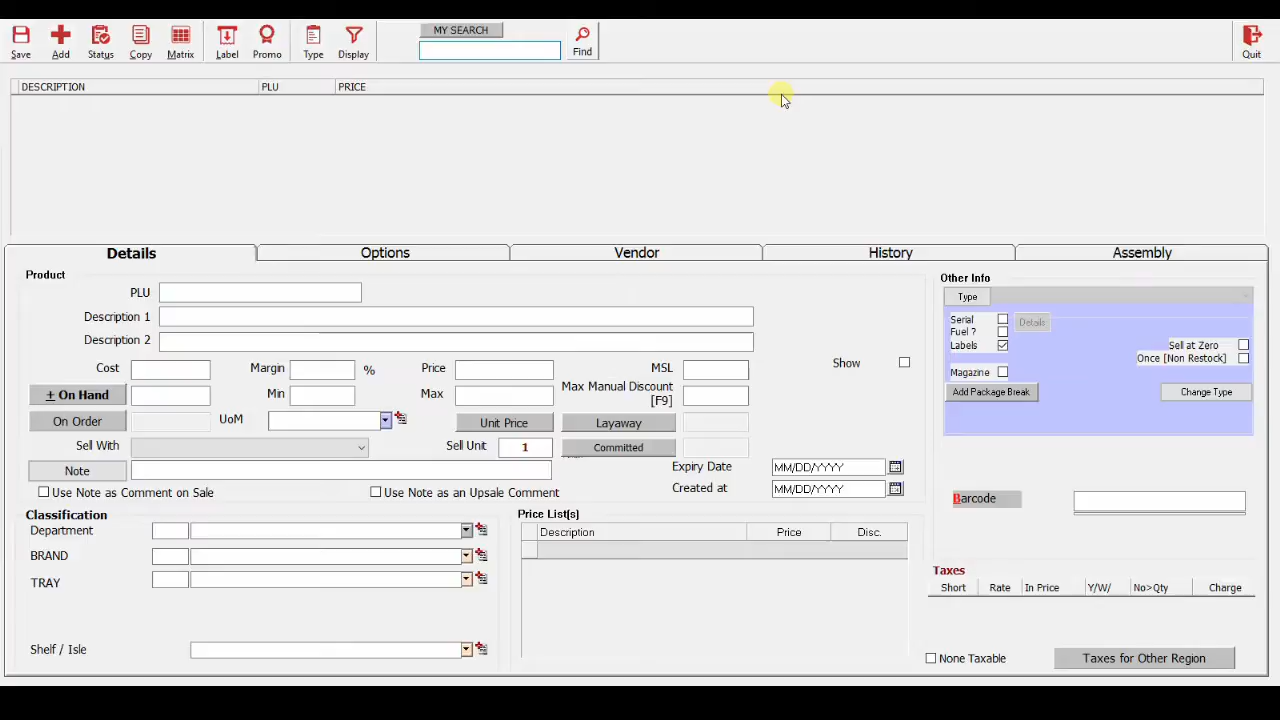 MY SEARCH
Save Add Status Copy Matrix Label Promo Type Display Find Quit
DESCRIPTION PLU PRICE
Details Options Vendor History Assembly
Product
PLU
Description 1
Description 2
Cost Margin % Price MSL Show
± On Hand Min Max Max Manual Discount
[F9]
On Order UoM Unit Price Layaway
Sell With Sell Unit 1 Committed
Note Expiry Date MM/DD/YYYY
Created at MM/DD/YYYY
Use Note as Comment on Sale Use Note as an Upsale Comment
Other Info
Type
Serial Details
Fuel ?
Labels Sell at Zero
Once [Non Restock]
Magazine
Add Package Break Change Type
Barcode
Classification
Department
BRAND
TRAY
Shelf / Isle
Price List(s)
Description Price Disc.
Taxes
Short Rate In Price Y/W/ No>Qty Charge
None Taxable Taxes for Other Region